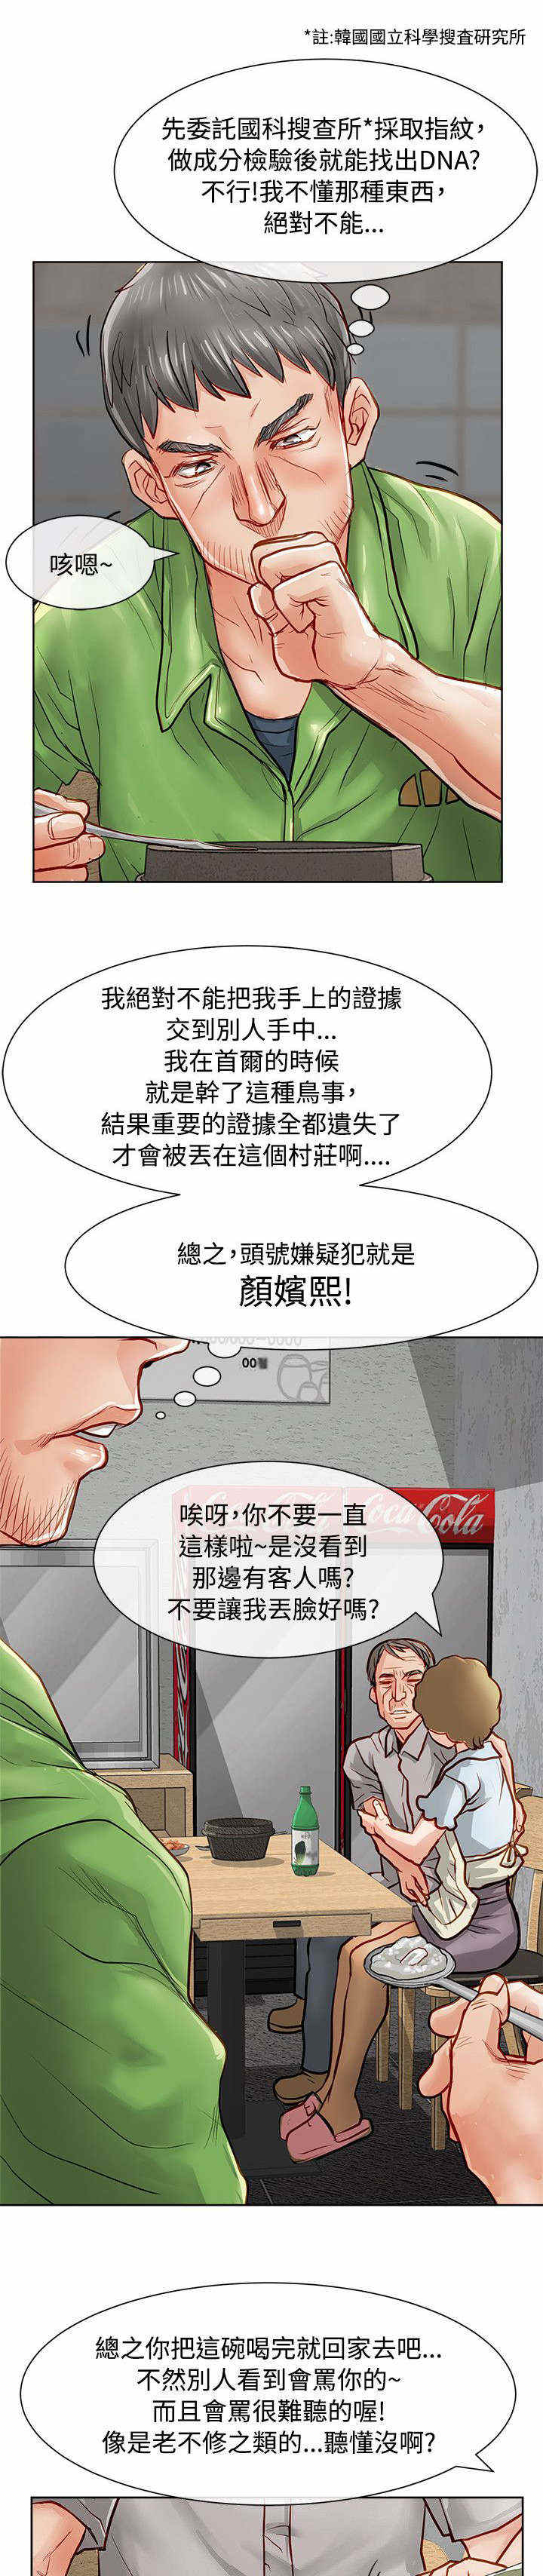 *註:韓國國立科學搜查研究所
先委託國科搜查所*採取指紋,
做成分檢驗後就能找出DNA?
不行!我不懂那種東西,
絕對不能...
咳嗯~
我絕對不能把我手上的證據
交到別人手中...
我在首爾的時候
就是幹了這種鳥事,
結果重要的證據全都遺失了
才會被丟在這個村莊啊....
總之,頭號嫌疑犯就是
顏嬪熙!
唉呀,你不要一直
這樣啦~是沒看到
那邊有客人嗎?
不要讓我丟臉好嗎?
Coca-Cola
總之你把這碗喝完就回家去吧...
不然別人看到會罵你的~
而且會罵很難聽的喔!
像是老不修之類的...聽懂沒啊?